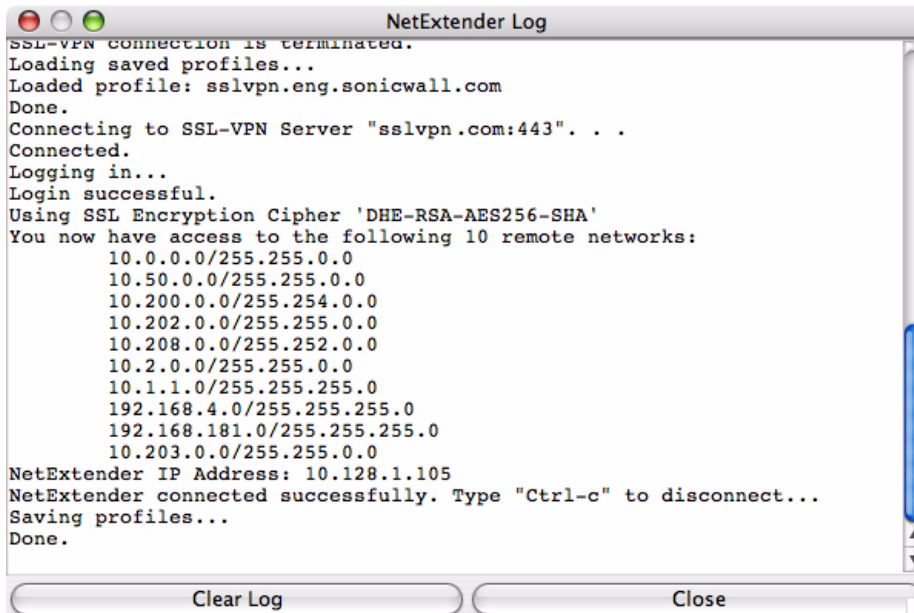 NetExtender Log
SSL-VPN connection is terminated.
Loading saved profiles...
Loaded profile: sslvpn.eng.sonicwall.com
Done.
Connecting to SSL-VPN Server "sslvpn.com:443". . .
Connected.
Logging in...
Login successful.
Using SSL Encryption Cipher 'DHE-RSA-AES256-SHA'
You now have access to the following 10 remote networks:
10.0.0.0/255.255.0.0
10.50.0.0/255.255.0.0
10.200.0.0/255.254.0.0
10.202.0.0/255.255.0.0
10.208.0.0/255.252.0.0
10.2.0.0/255.255.0.0
10.1.1.0/255.255.255.0
192.168.4.0/255.255.255.0
192.168.181.0/255.255.255.0
10.203.0.0/255.255.0.0
NetExtender IP Address: 10.128.1.105
NetExtender connected successfully. Type "Ctrl-c" to disconnect...
Saving profiles...
Done.
Clear Log
Close